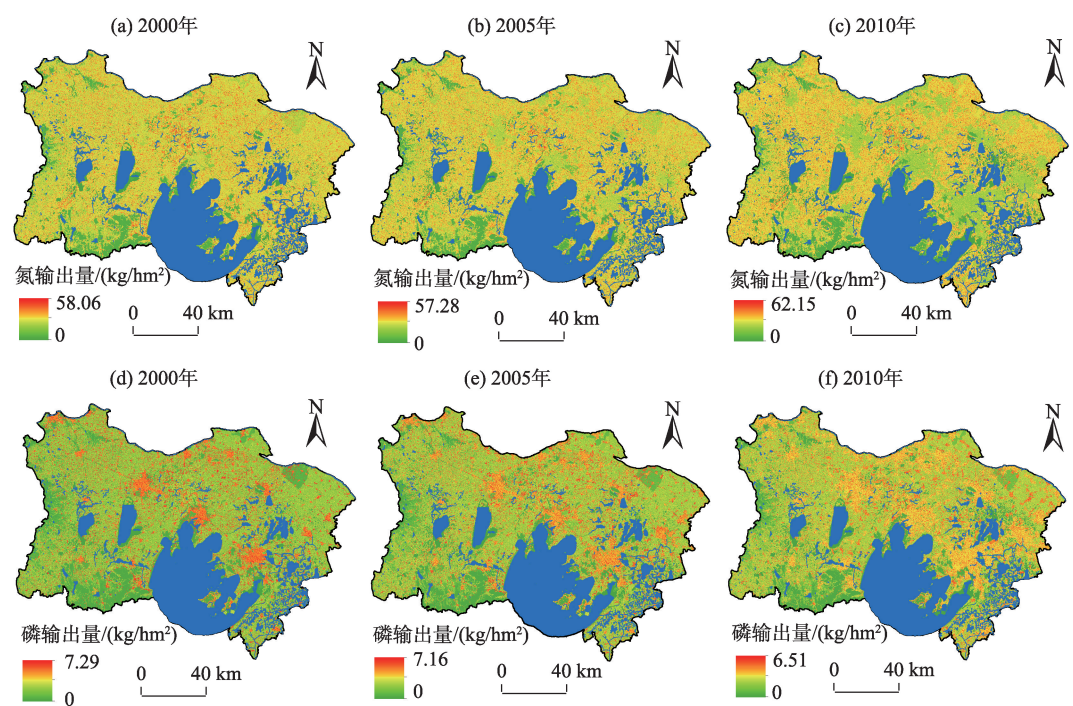 (a) 2000年
(b) 2005年
(c) 2010年
N
N
N
氮输出量/(kg/hm²)
58.06
0
0 40 km
氮输出量/(kg/hm²)
57.28
0
0 40 km
氮输出量/(kg/hm²)
62.15
0
0 40 km
(d) 2000年
(e) 2005年
(f) 2010年
N
N
N
磷输出量/(kg/hm²)
7.29
0
0 40 km
磷输出量/(kg/hm²)
7.16
0
0 40 km
磷输出量/(kg/hm²)
6.51
0
0 40 km